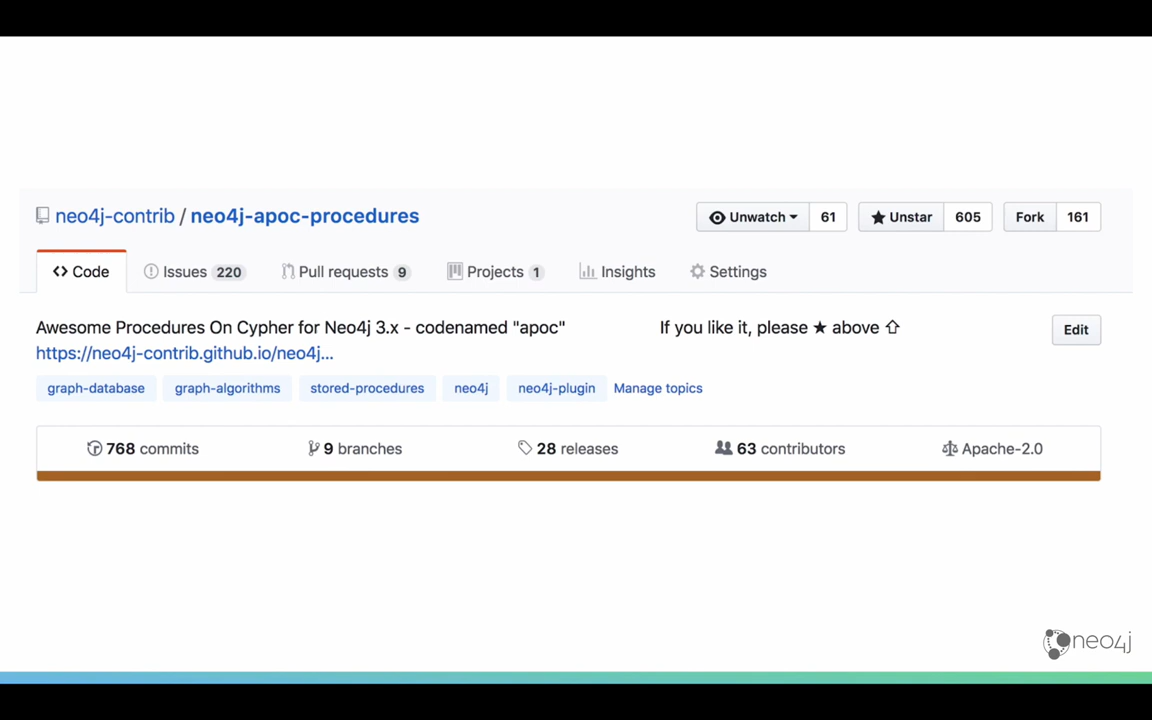 neo4j-contrib / neo4j-apoc-procedures
Unwatch 61
Unstar 605
Fork 161
Code
Issues 220
Pull requests 9
Projects 1
Insights
Settings
Awesome Procedures On Cypher for Neo4j 3.x - codenamed "apoc" If you like it, please ★ above ⇧
Edit
https://neo4j-contrib.github.io/neo4j...
graph-database graph-algorithms stored-procedures neo4j neo4j-plugin Manage topics
768 commits 9 branches 28 releases 63 contributors Apache-2.0
neo4j